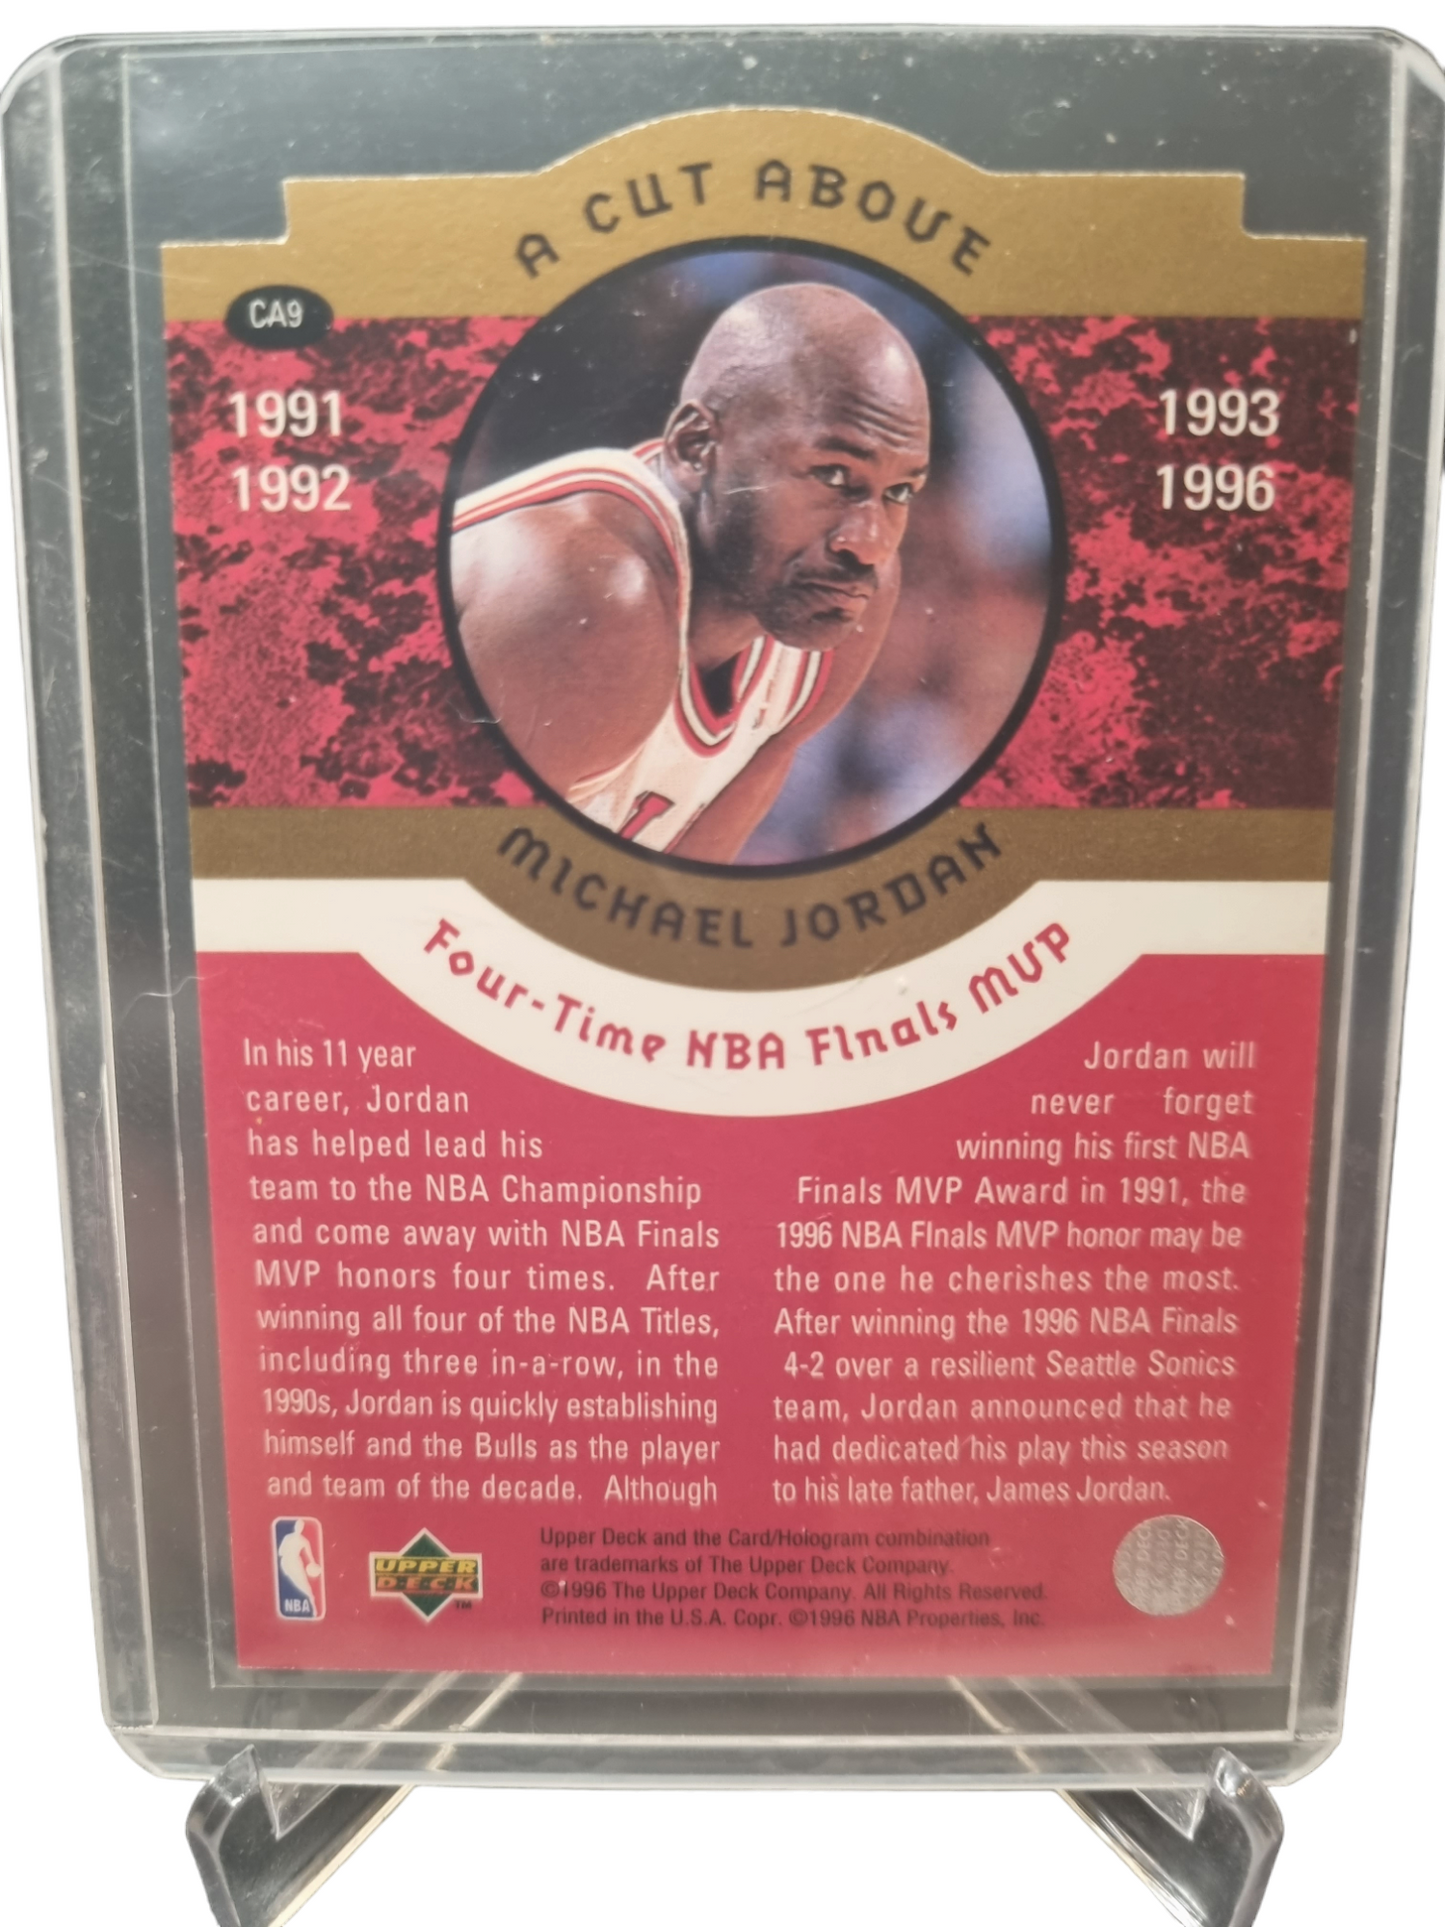 A CUT ABOVE
CA9
1991
1992
1993
1996
MICHAEL JORDAN
Four-Time NBA FInals MVP
In his 11 year
career, Jordan
has helped lead his
team to the NBA Championship
and come away with NBA Finals
MVP honors four times. After
winning all four of the NBA Titles,
including three in-a-row, in the
1990s, Jordan is quickly establishing
himself and the Bulls as the player
and team of the decade. Although
Jordan will
never forget
winning his first NBA
Finals MVP Award in 1991, the
1996 NBA FInals MVP honor may be
the one he cherishes the most.
After winning the 1996 NBA Finals
4-2 over a resilient Seattle Sonics
team, Jordan announced that he
had dedicated his play this season
to his late father, James Jordan.
NBA
UPPER
DECK
TM
Upper Deck and the Card/Hologram combination
are trademarks of The Upper Deck Company.
©1996 The Upper Deck Company. All Rights Reserved.
Printed in the U.S.A. Copr. ©1996 NBA Properties, Inc.